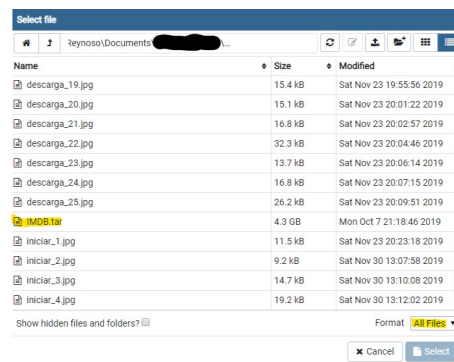 Select file
Reynoso\Documents\ \...
Name Size Modified
descarga_19.jpg 15.4 kB Sat Nov 23 19:55:56 2019
descarga_20.jpg 15.1 kB Sat Nov 23 20:01:22 2019
descarga_21.jpg 16.8 kB Sat Nov 23 20:02:57 2019
descarga_22.jpg 32.3 kB Sat Nov 23 20:04:46 2019
descarga_23.jpg 13.7 kB Sat Nov 23 20:06:14 2019
descarga_24.jpg 16.8 kB Sat Nov 23 20:07:15 2019
descarga_25.jpg 26.2 kB Sat Nov 23 20:09:51 2019
IMDB.tar 4.3 GB Mon Oct 7 21:18:46 2019
iniciar_1.jpg 11.5 kB Sat Nov 23 20:23:18 2019
iniciar_2.jpg 9.2 kB Sat Nov 30 13:07:58 2019
iniciar_3.jpg 14.7 kB Sat Nov 30 13:10:08 2019
iniciar_4.jpg 19.2 kB Sat Nov 30 13:12:02 2019
Show hidden files and folders? Format All Files
Cancel Select